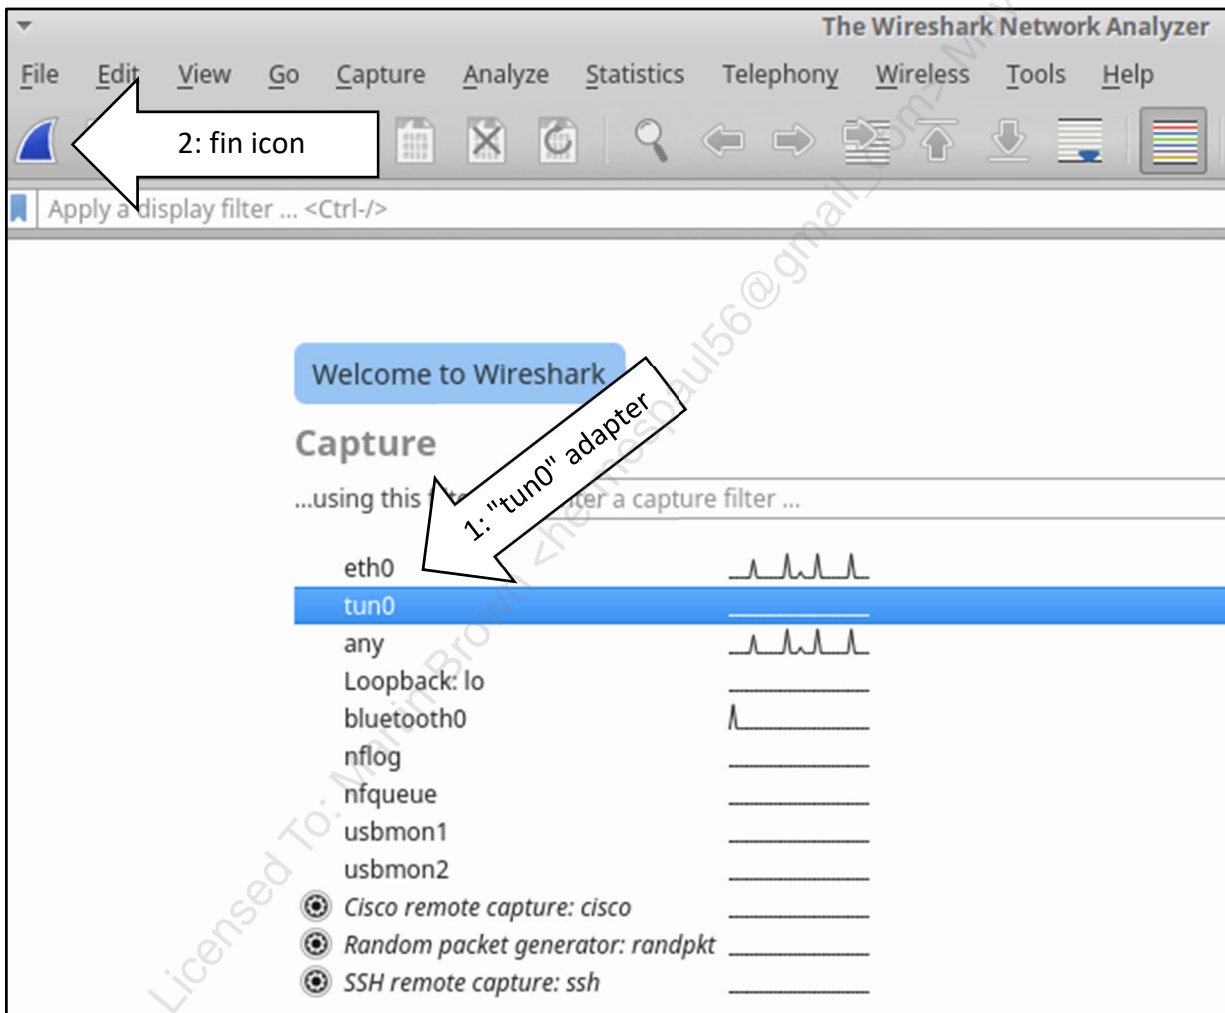 The Wireshark Network Analyzer
File Edit View Go Capture Analyze Statistics Telephony Wireless Tools Help
2: fin icon
Apply a display filter ... <Ctrl-/>
Welcome to Wireshark
Capture
1: "tun0" adapter
...using this a capture filter ...
eth0
tun0
any
Loopback: lo
bluetooth0
nflog
nfqueue
usbmon1
usbmon2
Cisco remote capture: cisco
Random packet generator: randpkt
SSH remote capture: ssh
Licensed To: Martin Brown <hermespaul56@gmail_com> May